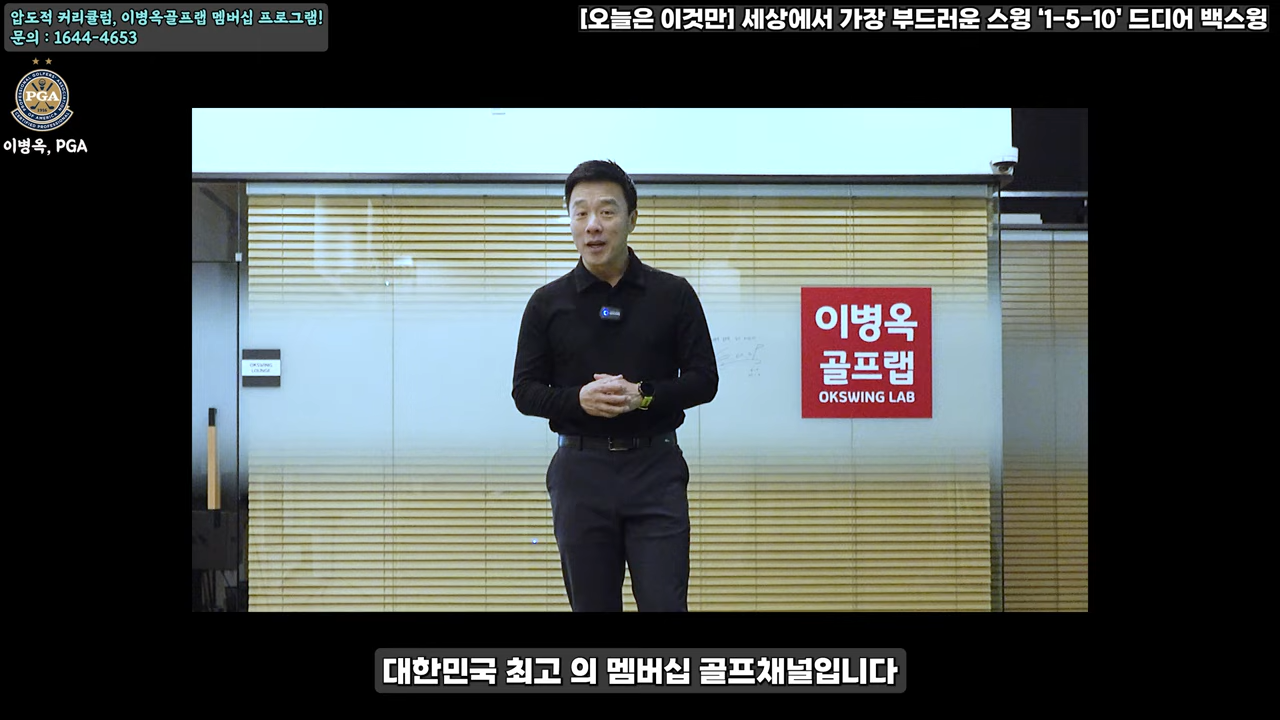 압도적 커리큘럼, 이병옥골프랩 멤버십 프로그램!
문의 : 1644-4653
[오늘은 이것만] 세상에서 가장 부드러운 스윙 ‘1-5-10’ 드디어 백스윙
PGA
이병옥, PGA
이병옥
골프랩
OKSWING LAB
OKSWING
LOUNGE
대한민국 최고 의 멤버십 골프채널입니다